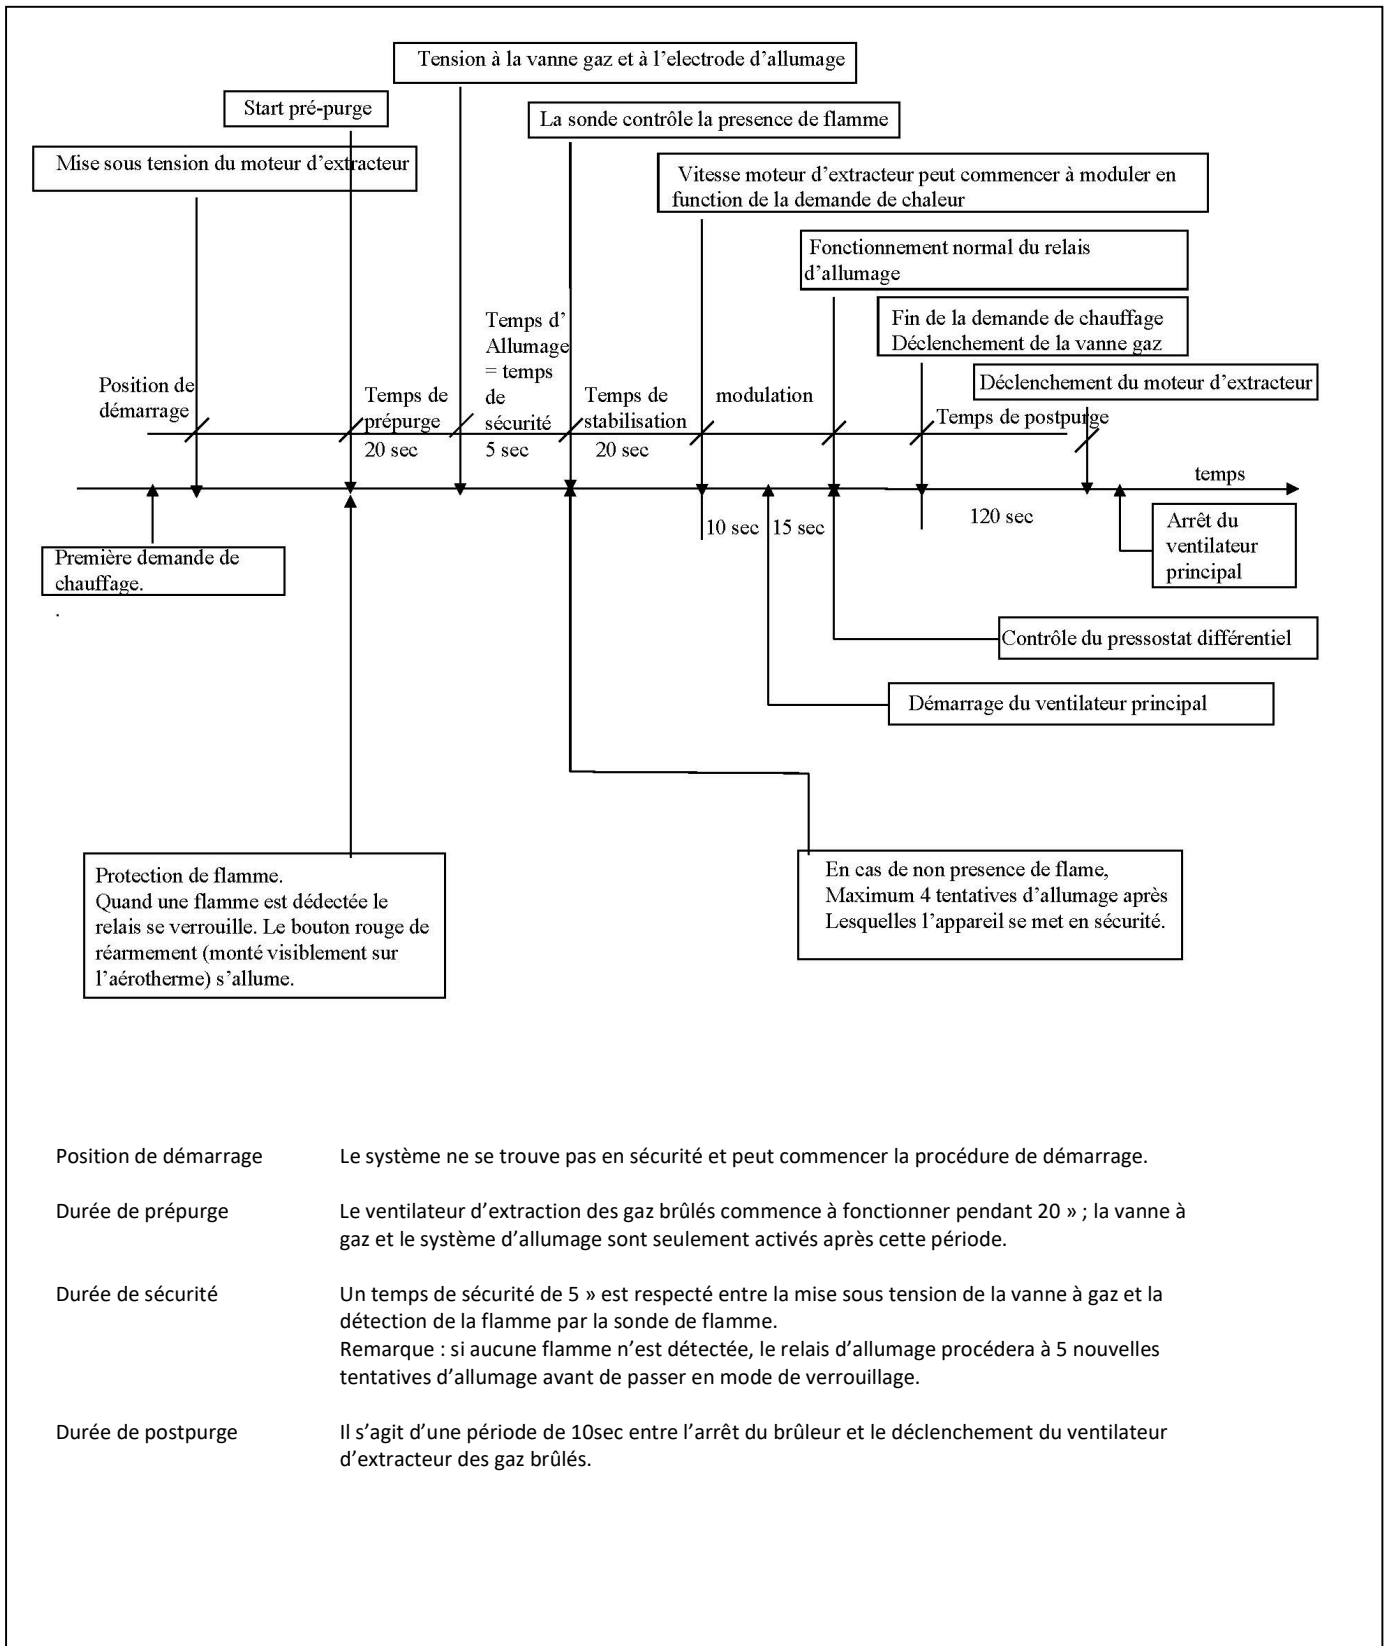 Tension à la vanne gaz et à l’electrode d’allumage
Start pré-purge
La sonde contrôle la presence de flamme
Mise sous tension du moteur d’extracteur
Vitesse moteur d’extracteur peut commencer à moduler en
function de la demande de chaleur
Fonctionnement normal du relais
d’allumage
Fin de la demande de chauffage
Déclenchement de la vanne gaz
Déclenchement du moteur d’extracteur
Position de
démarrage
Temps de
prépurge
20 sec
Temps d’
Allumage
= temps
de
sécurité
5 sec
Temps de
stabilisation
20 sec
modulation
Temps de postpurge
temps
10 sec
15 sec
120 sec
Première demande de
chauffage.
.
Arrêt du
ventilateur
principal
Contrôle du pressostat différentiel
Démarrage du ventilateur principal
Protection de flamme.
Quand une flamme est dédectée le
relais se verrouille. Le bouton rouge de
réarmement (monté visiblement sur
l’aérotherme) s’allume.
En cas de non presence de flame,
Maximum 4 tentatives d’allumage après
Lesquelles l’appareil se met en sécurité.
Position de démarrage Le système ne se trouve pas en sécurité et peut commencer la procédure de démarrage.
Durée de prépurge Le ventilateur d’extraction des gaz brûlés commence à fonctionner pendant 20 » ; la vanne à
gaz et le système d’allumage sont seulement activés après cette période.
Durée de sécurité Un temps de sécurité de 5 » est respecté entre la mise sous tension de la vanne à gaz et la
détection de la flamme par la sonde de flamme.
Remarque : si aucune flamme n’est détectée, le relais d’allumage procédera à 5 nouvelles
tentatives d’allumage avant de passer en mode de verrouillage.
Durée de postpurge Il s’agit d’une période de 10sec entre l’arrêt du brûleur et le déclenchement du ventilateur
d’extracteur des gaz brûlés.